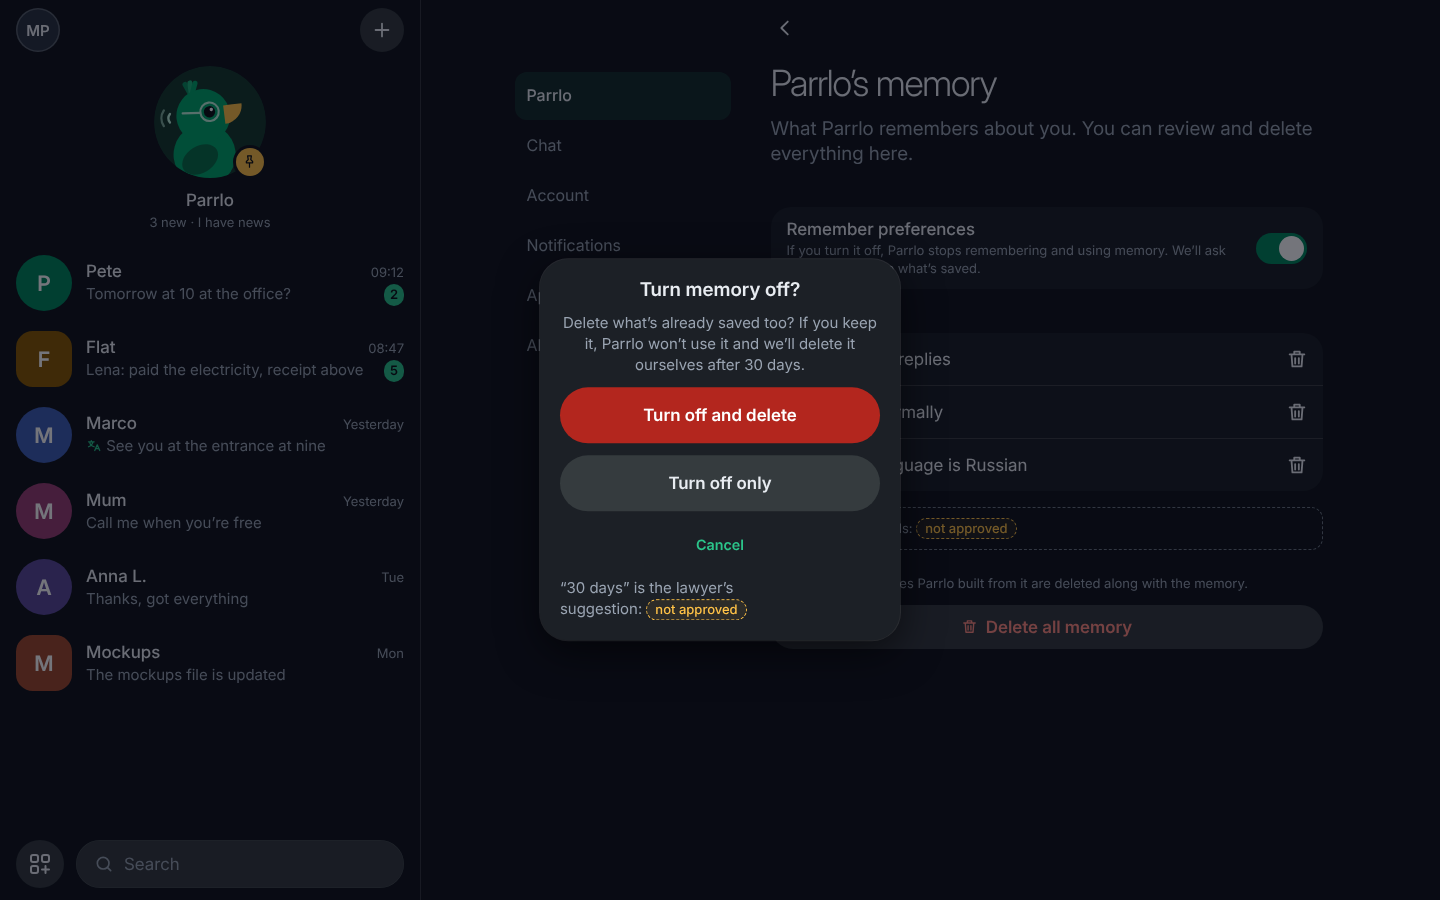 MP
Parrlo
3 new · I have news
Pete
09:12
Tomorrow at 10 at the office?
2
P
Flat
08:47
Lena: paid the electricity, receipt above
5
F
Marco
Yesterday
See you at the entrance at nine
M
Mum
Yesterday
Call me when you’re free
M
Anna L.
Tue
Thanks, got everything
A
Mockups
Mon
The mockups file is updated
M
Search
Parrlo
Chat
Account
Notifications
Parrlo’s memory
What Parrlo remembers about you. You can review and delete
everything here.
Remember preferences
If you turn it off, Parrlo stops remembering and using memory. We’ll ask
what’s saved.
replies
guage is Russian
not approved
Parrlo built from it are deleted along with the memory.
Delete all memory
Turn memory off?
Delete what’s already saved too? If you keep
it, Parrlo won’t use it and we’ll delete it
ourselves after 30 days.
Turn off and delete
Turn off only
Cancel
“30 days” is the lawyer’s
suggestion: not approved